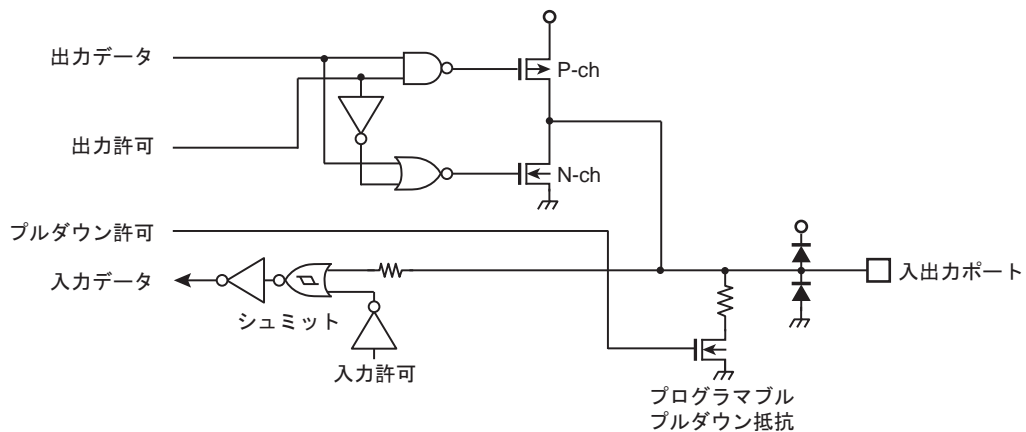 出力データ
P-ch
出力許可
N-ch
プルダウン許可
入力データ
入出力ポート
シュミット
入力許可
プログラマブル
プルダウン抵抗